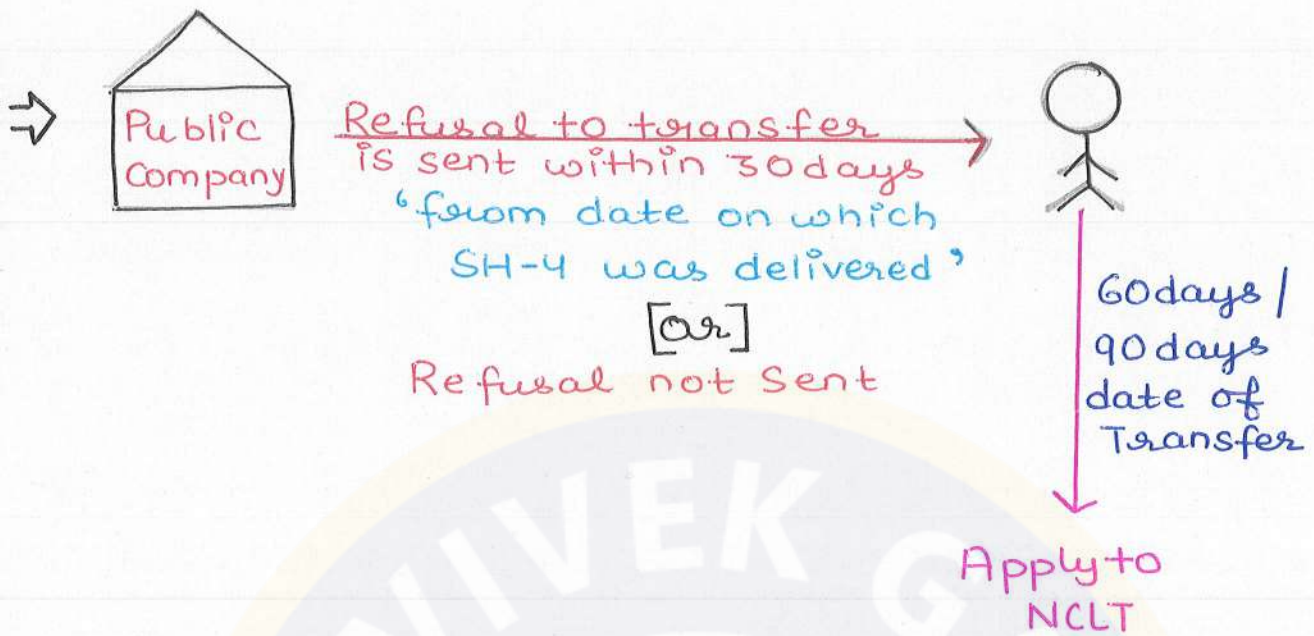 ⇒ Public
Company
Refusal to transfer
is sent within 30days
'from date on which
SH-4 was delivered'
[or]
Refusal not Sent
60days/
90days
date of
Transfer
Apply to
NCLT
VIVEK G